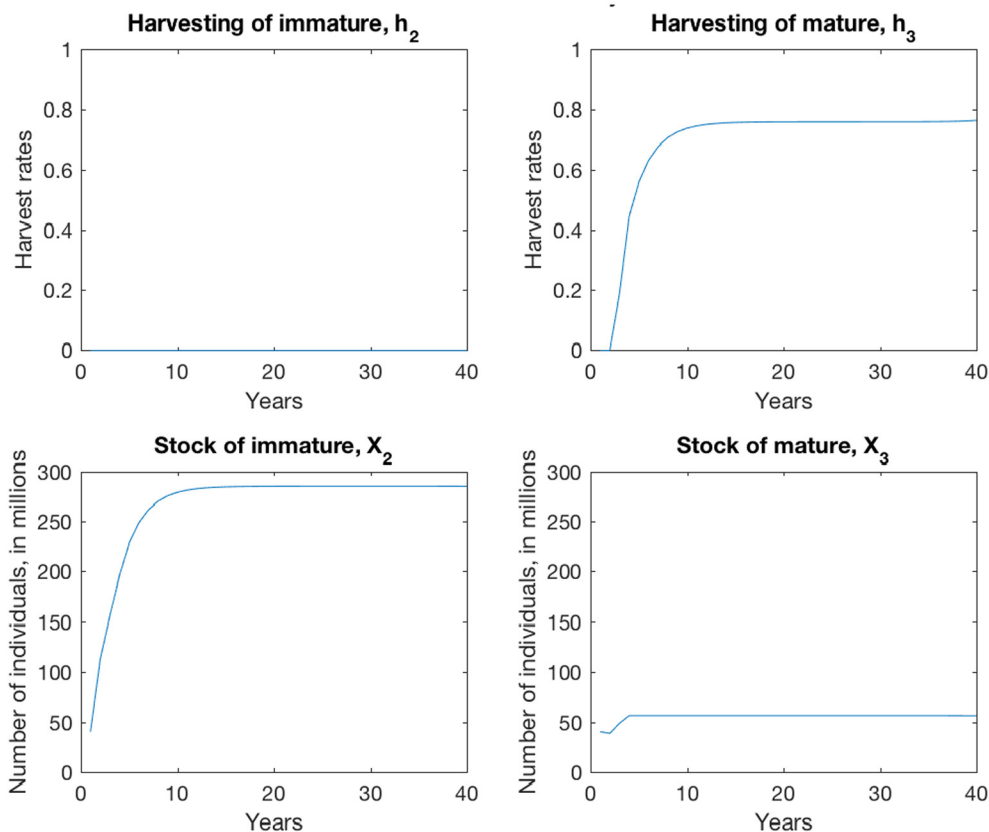 Harvesting of immature, h2
Harvest rates
1
0.8
0.6
0.4
0.2
0
0 10 20 30 40
Years
Harvesting of mature, h3
Harvest rates
1
0.8
0.6
0.4
0.2
0
0 10 20 30 40
Years
Stock of immature, X2
Number of individuals, in millions
300
250
200
150
100
50
0
0 10 20 30 40
Years
Stock of mature, X3
Number of individuals, in millions
300
250
200
150
100
50
0
0 10 20 30 40
Years